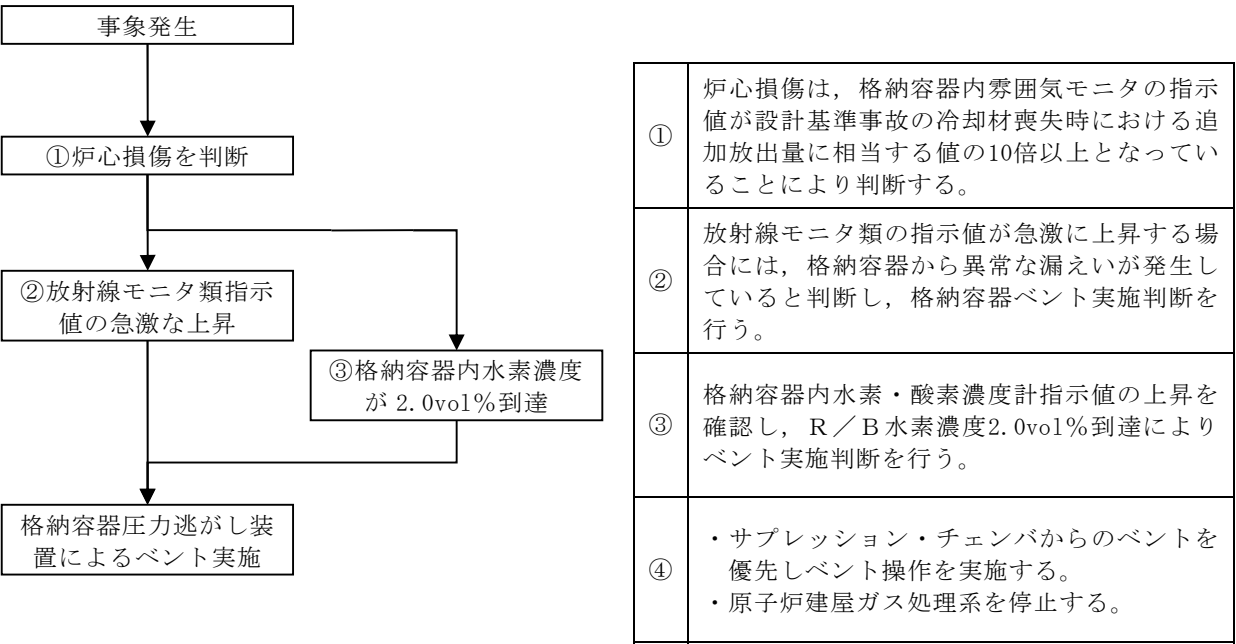 事象発生
①炉心損傷を判断
②放射線モニタ類指示
値の急激な上昇
③格納容器内水素濃度
が 2.0vol％到達
格納容器圧力逃がし装
置によるベント実施
①
炉心損傷は，格納容器内雰囲気モニタの指示
値が設計基準事故の冷却材喪失時における追
加放出量に相当する値の10倍以上となってい
ることにより判断する。
②
放射線モニタ類の指示値が急激に上昇する場
合には，格納容器から異常な漏えいが発生し
ていると判断し，格納容器ベント実施判断を
行う。
③
格納容器内水素・酸素濃度計指示値の上昇を
確認し，Ｒ／Ｂ水素濃度2.0vol％到達により
ベント実施判断を行う。
④
・サプレッション・チェンバからのベントを
優先しベント操作を実施する。
・原子炉建屋ガス処理系を停止する。